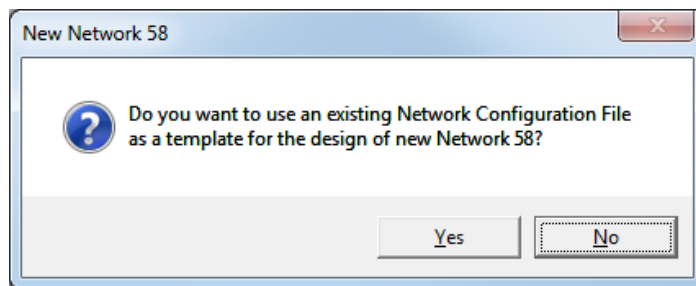 New Network 58
Do you want to use an existing Network Configuration File
as a template for the design of new Network 58?
Yes
No